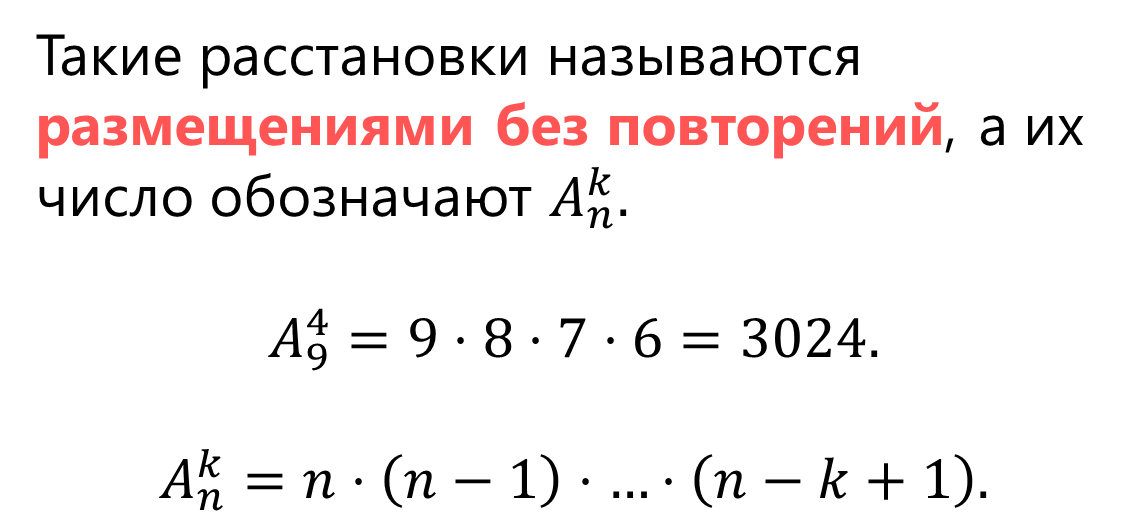 Такие расстановки называются
размещениями без повторений, а их
число обозначают $A_n^k$.
$A_9^4 = 9 \cdot 8 \cdot 7 \cdot 6 = 3024.$
$A_n^k = n \cdot (n - 1) \cdot \ldots \cdot (n - k + 1).$